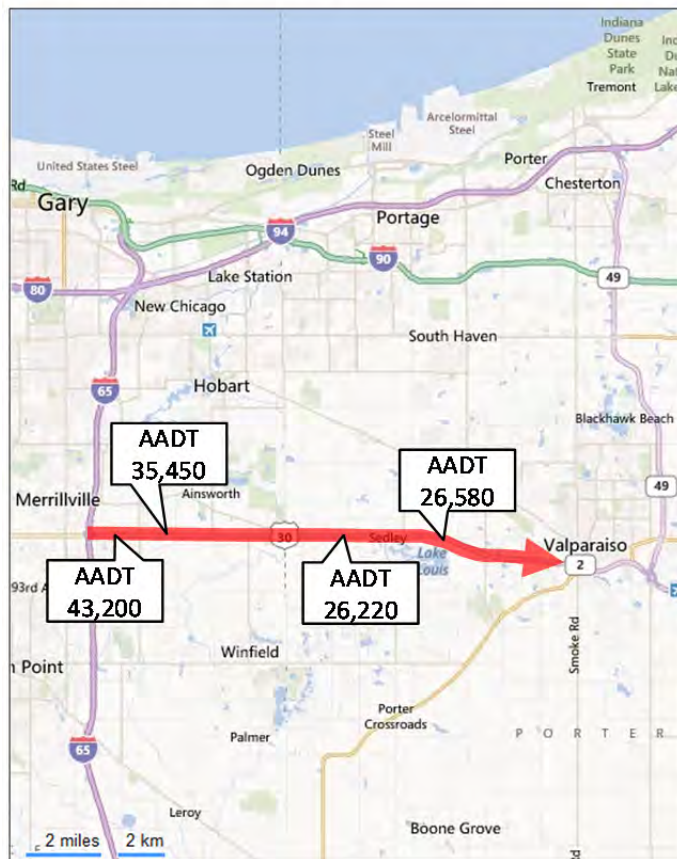 Indiana
Dunes
State
Park
Tremont
Arcelormittal
Steel
Steel
Mill
United States Steel
Ogden Dunes
Porter
Rd
Chesterton
Gary
Portage
94
90
49
Lake Station
80
New Chicago
South Haven
65
Hobart
Blackhawk Beach
AADT
35,450
AADT
26,580
49
Merrillville
Ainsworth
30
Sedley
Valparaiso
Lake
Louis
2
93rd A
AADT
43,200
AADT
26,220
Smoke Rd
Winfield
n Point
Porter
Crossroads
PORTER
Palmer
65
Leroy
Boone Grove
2 miles 2 km